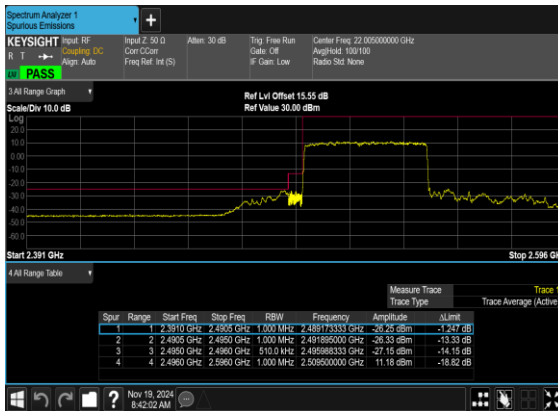 Spectrum Analyzer 1
Spurious Emissions
+
KEYSIGHT Input: RF Input Z: 50 Ω Atten: 30 dB Trig: Free Run Center Freq: 22.005000000 GHz
R T Coupling: DC Corr CCorr Gate: Off Avg|Hold: 100/100
Align: Auto Freq Ref: Int (S) IF Gain: Low Radio Std: None
PASS
3 All Range Graph
Ref Lvl Offset 15.55 dB
Scale/Div 10.0 dB Ref Value 30.00 dBm
Log
20.0
10.0
0.00
-10.0
-20.0
-30.0
-40.0
-50.0
-60.0
Start 2.391 GHz Stop 2.596 GH
4 All Range Table
Measure Trace Trace 1
Trace Type Trace Average (Active
Spur Range Start Freq Stop Freq RBW Frequency Amplitude ΔLimit
1 1 2.3910 GHz 2.4905 GHz 1.000 MHz 2.489173333 GHz -26.25 dBm -1.247 dB
2 2 2.4905 GHz 2.4950 GHz 1.000 MHz 2.491895000 GHz -26.33 dBm -13.33 dB
3 3 2.4950 GHz 2.4960 GHz 510.0 kHz 2.495988333 GHz -27.15 dBm -14.15 dB
4 4 2.4960 GHz 2.5960 GHz 1.000 MHz 2.509500000 GHz 11.18 dBm -18.82 dB
? Nov 19, 2024
8:42:02 AM